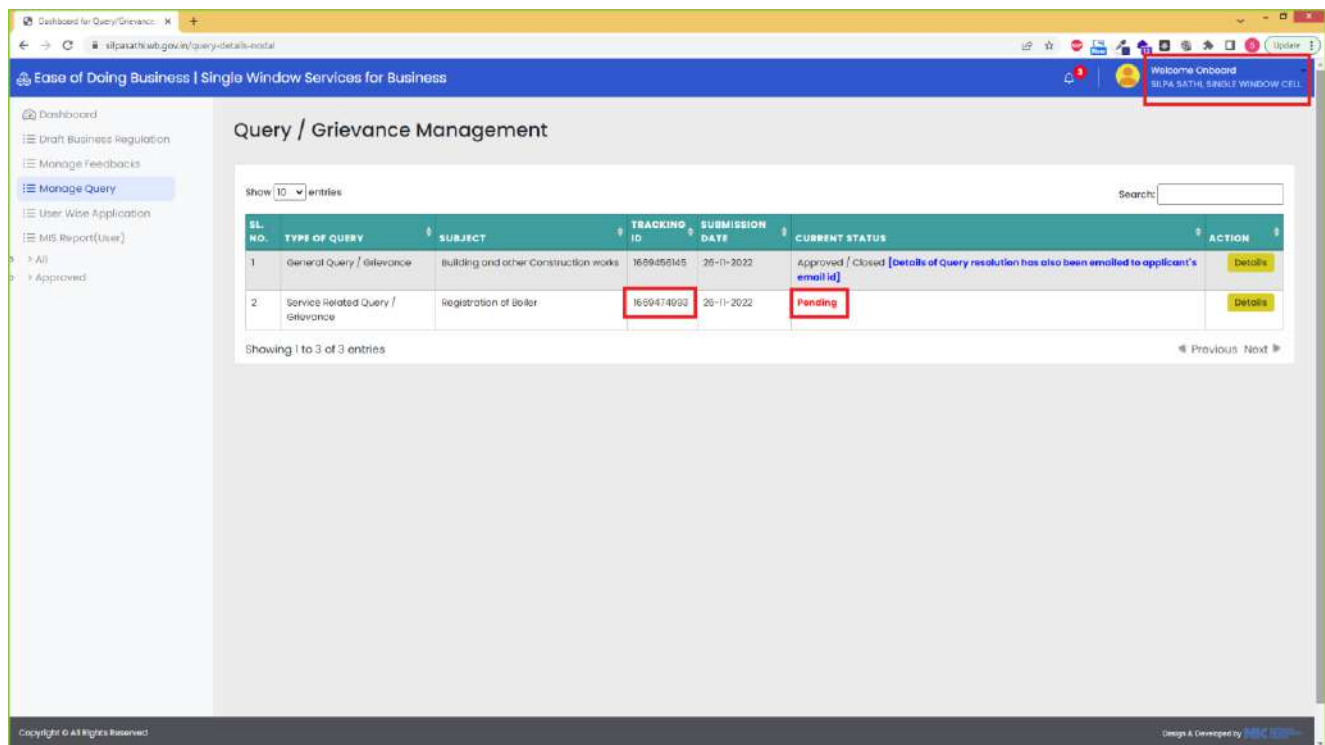 Dashboard for Query/Grievance
silpasathi.wb.gov.in/query-details-nodal
Update
Ease of Doing Business | Single Window Services for Business
3
Welcome Onboard
SILPA SATHI, SINGLE WINDOW CELL
Dashboard
Draft Business Regulation
Manage Feedbacks
Manage Query
User Wise Application
MIS Report(User)
> All
> Approved
Query / Grievance Management
Show 10 entries
Search:
SL. NO. TYPE OF QUERY SUBJECT TRACKING ID SUBMISSION DATE CURRENT STATUS ACTION
1 General Query / Grievance Building and other Construction works 1669456145 26-11-2022 Approved / Closed [Details of Query resolution has also been emailed to applicant's email id] Details
2 Service Related Query / Grievance Registration of Boiler 1669474993 26-11-2022 Pending Details
Showing 1 to 3 of 3 entries
Previous Next
Copyright © All Rights Reserved
Design & Developed by NIC